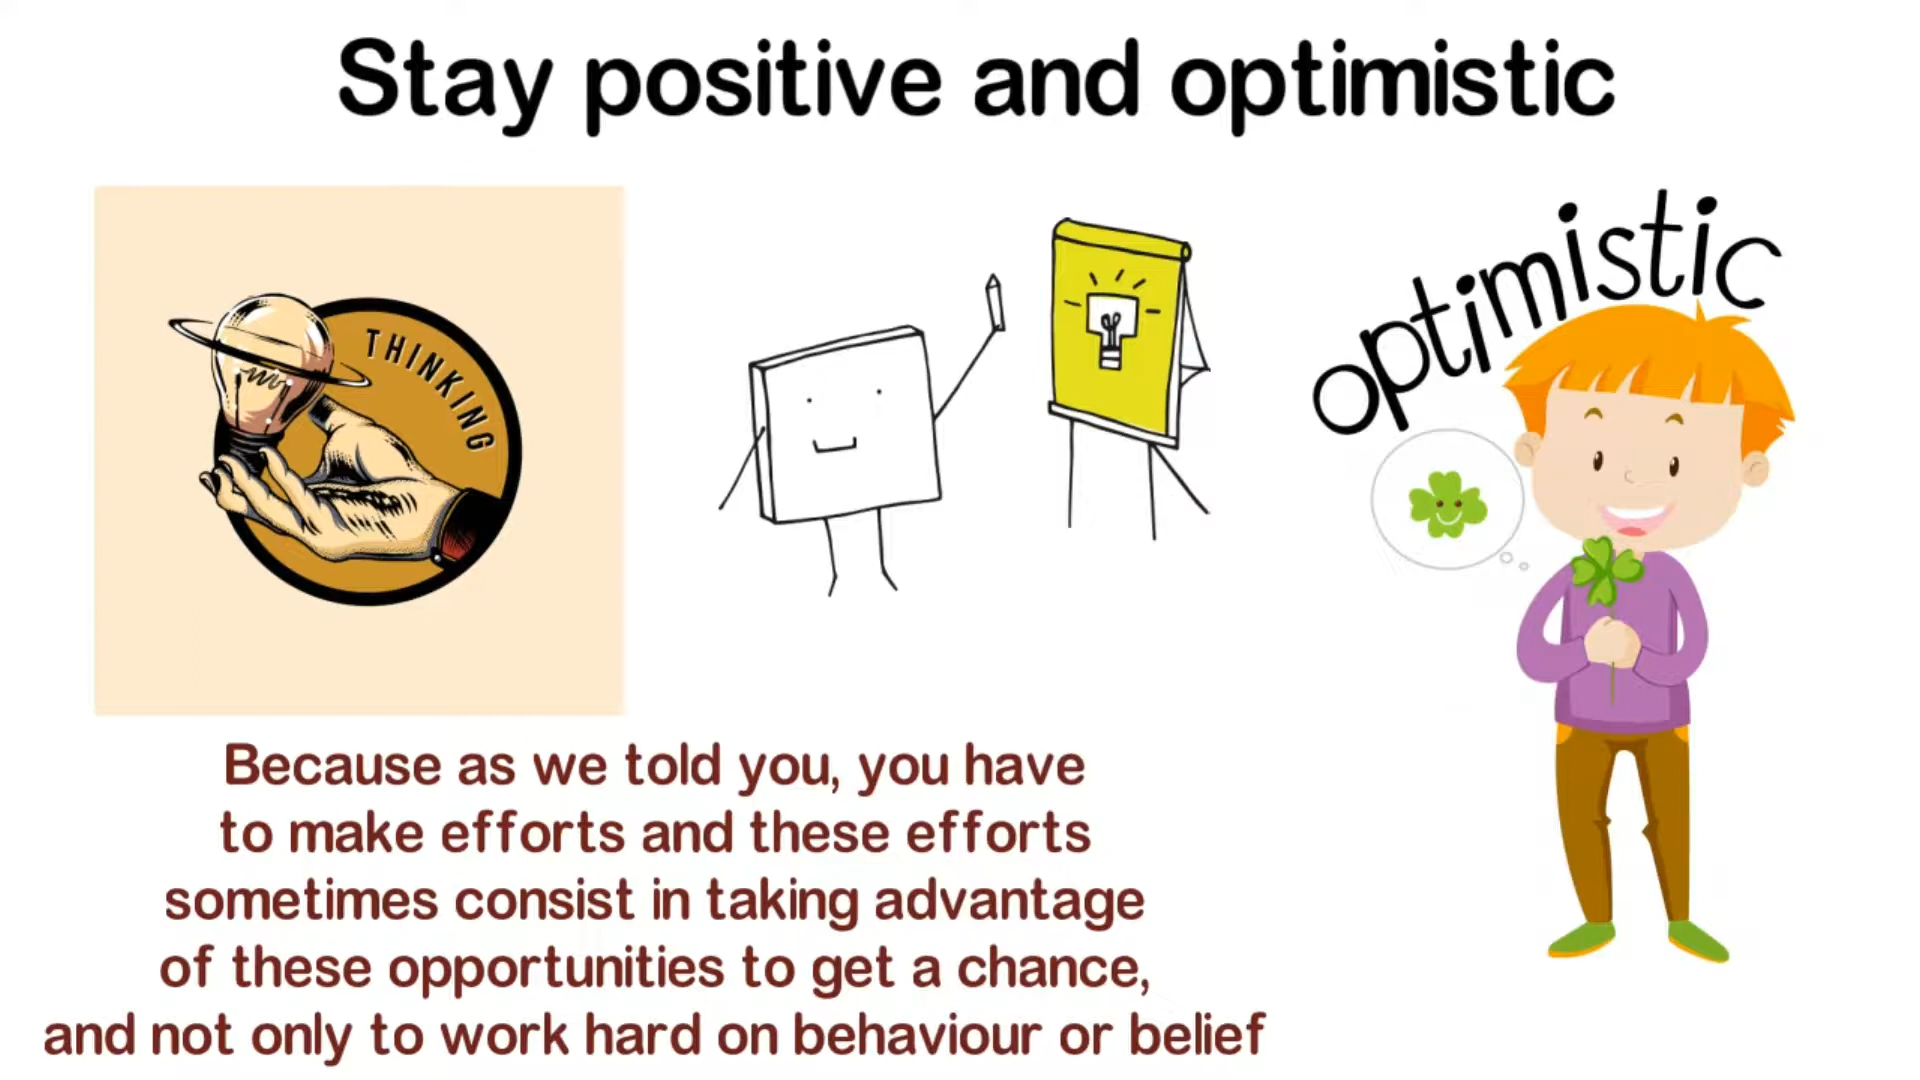 Stay positive and optimistic
THINKING
optimistic
Because as we told you, you have
to make efforts and these efforts
sometimes consist in taking advantage
of these opportunities to get a chance,
and not only to work hard on behaviour or belief